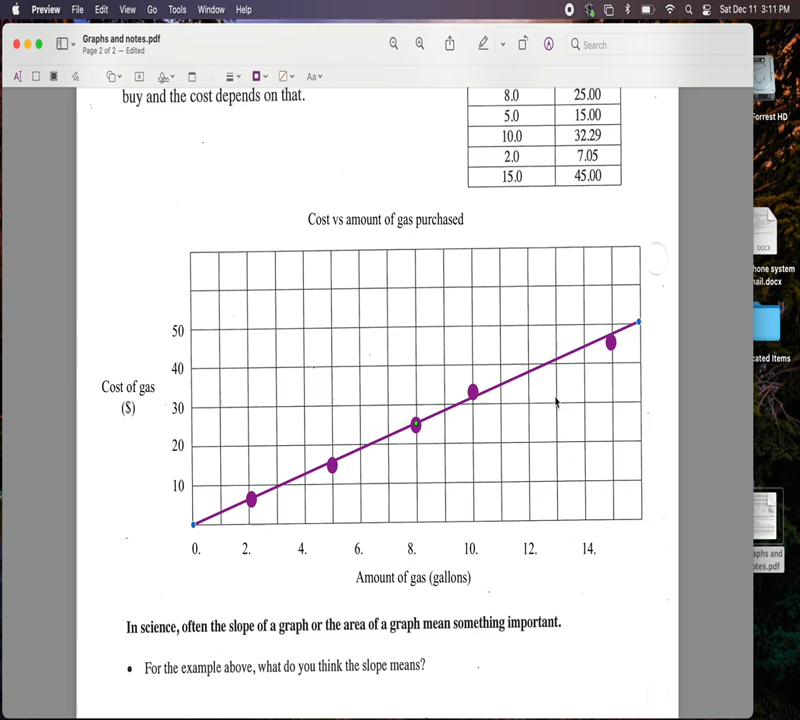 Preview File Edit View Go Tools Window Help Sat Dec 11 3:11 PM
Graphs and notes.pdf
Page 2 of 2 — Edited
Search
Aa
buy and the cost depends on that.
8.0 25.00
5.0 15.00
10.0 32.29
2.0 7.05
15.0 45.00
Cost vs amount of gas purchased
50
40
Cost of gas
($)
30
20
10
0. 2. 4. 6. 8. 10. 12. 14.
Amount of gas (gallons)
In science, often the slope of a graph or the area of a graph mean something important.
• For the example above, what do you think the slope means?
orrest HD
DOCX
hone system
nail.docx
cated Items
aphs and
otes.pdf